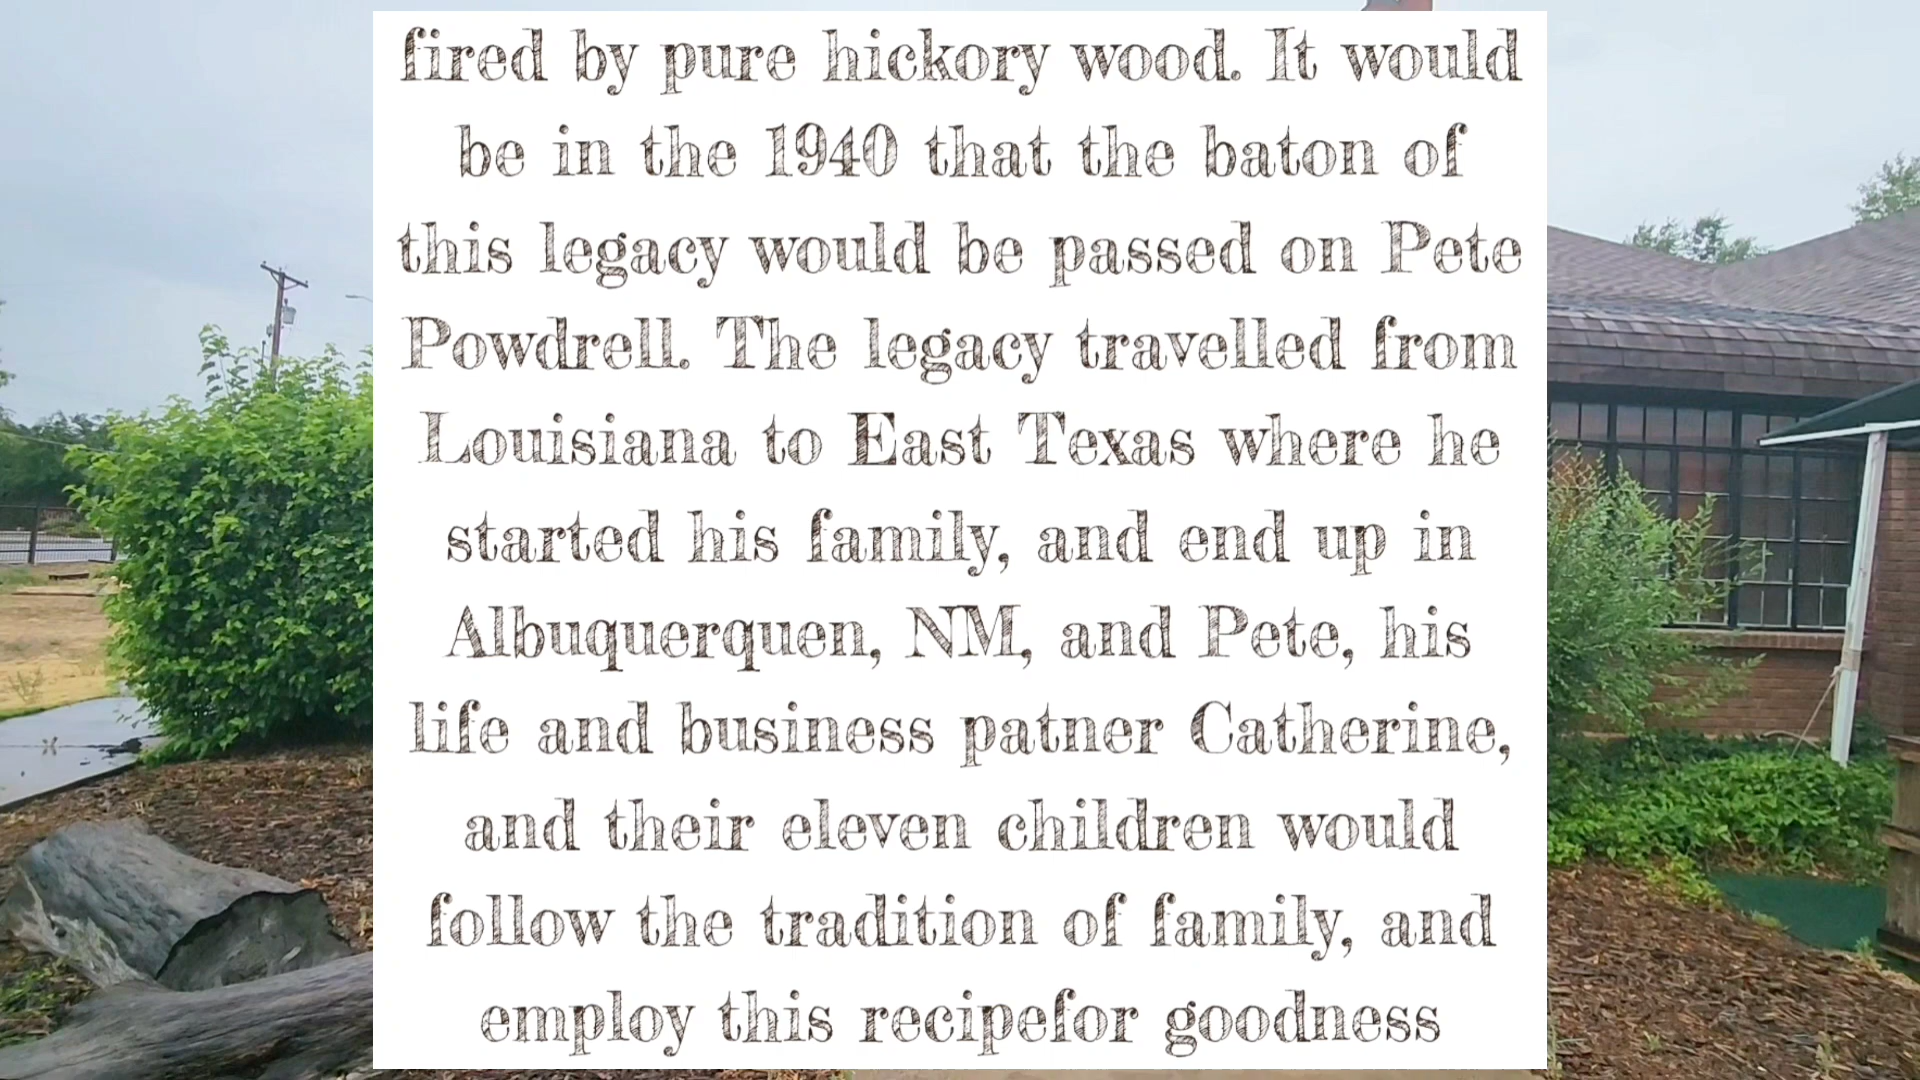 fired by pure hickory wood. It would
be in the 1940 that the baton of
this legacy would be passed on Pete
Powdrell. The legacy travelled from
Louisiana to East Texas where he
started his family, and end up in
Albuquerquen, NM, and Pete, his
life and business patner Catherine,
and their eleven children would
follow the tradition of family, and
employ this recipefor goodness